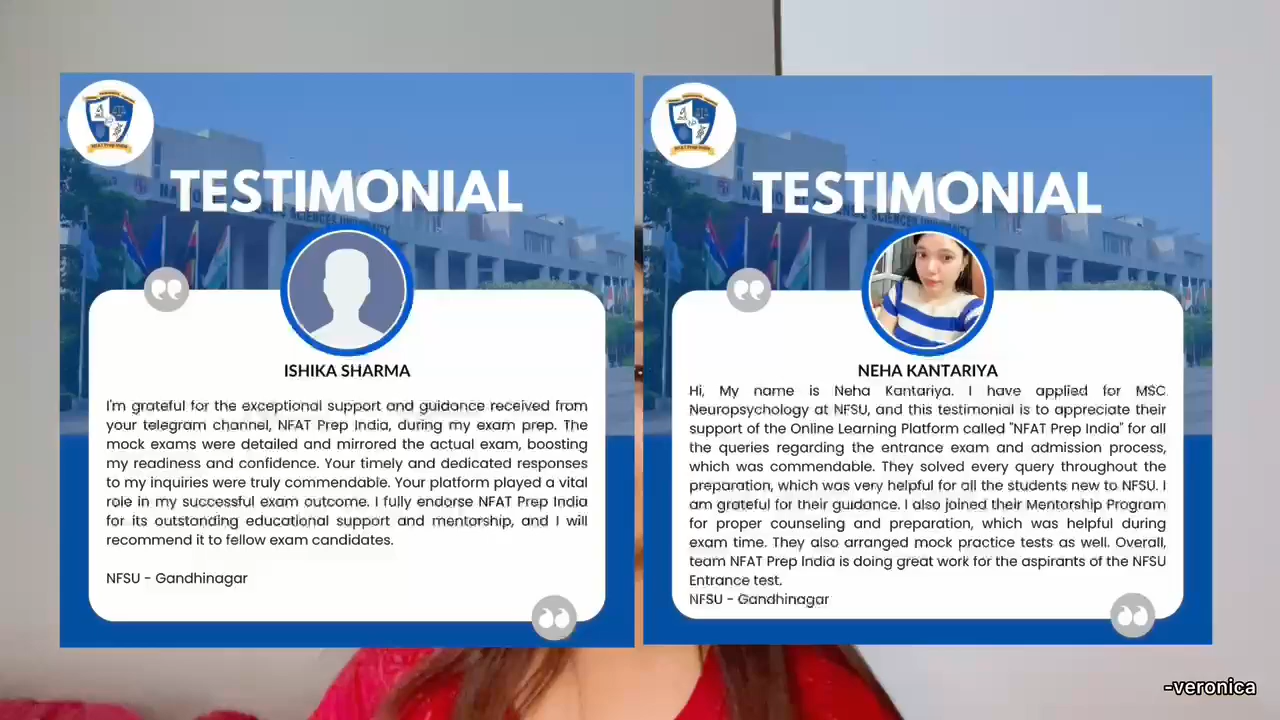 TESTIMONIAL
ISHIKA SHARMA
I'm grateful for the exceptional support and guidance received from
your telegram channel, NFAT Prep India, during my exam prep. The
mock exams were detailed and mirrored the actual exam, boosting
my readiness and confidence. Your timely and dedicated responses
to my inquiries were truly commendable. Your platform played a vital
role in my successful exam outcome. I fully endorse NFAT Prep India
for its outstanding educational support and mentorship, and I will
recommend it to fellow exam candidates.
NFSU - Gandhinagar
TESTIMONIAL
NEHA KANTARIYA
Hi, My name is Neha Kantariya. I have applied for MSC
Neuropsychology at NFSU, and this testimonial is to appreciate their
support of the Online Learning Platform called "NFAT Prep India" for all
the queries regarding the entrance exam and admission process,
which was commendable. They solved every query throughout the
preparation, which was very helpful for all the students new to NFSU. I
am grateful for their guidance. I also joined their Mentorship Program
for proper counseling and preparation, which was helpful during
exam time. They also arranged mock practice tests as well. Overall,
team NFAT Prep India is doing great work for the aspirants of the NFSU
Entrance test.
NFSU - Gandhinagar
-veronica